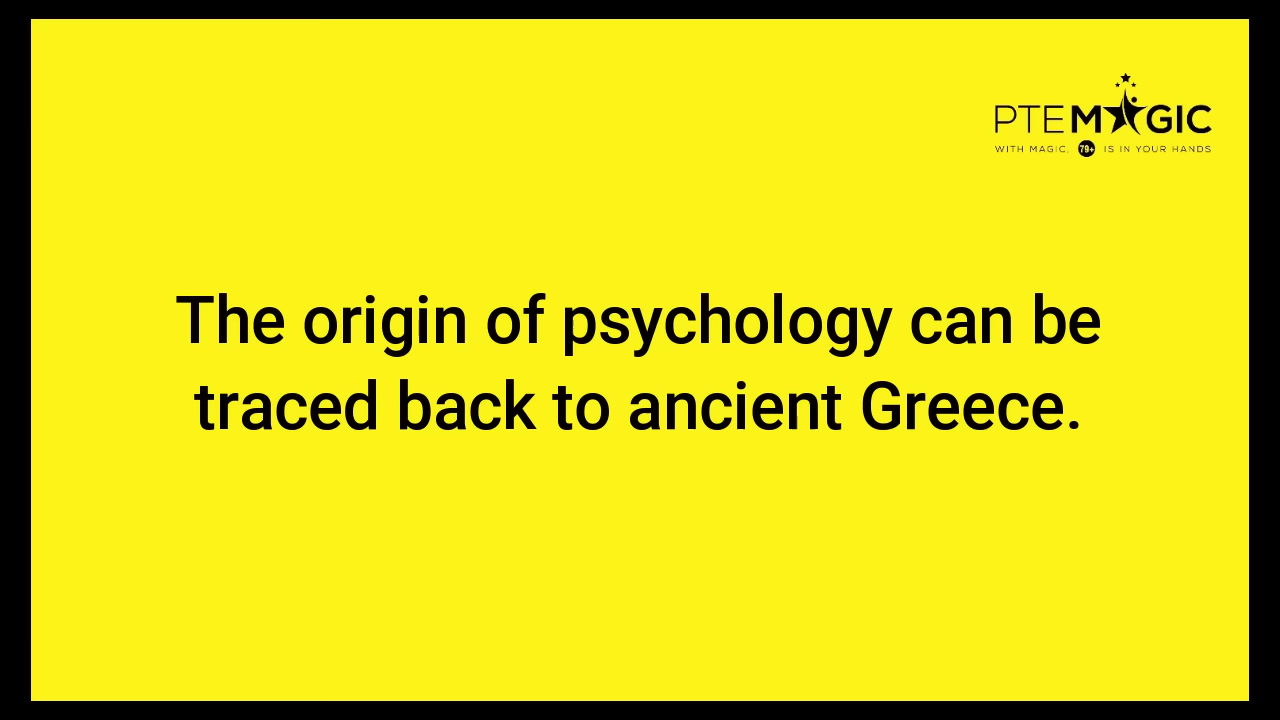 PTEMAGIC
WITH MAGIC, 79+ IS IN YOUR HANDS
The origin of psychology can be
traced back to ancient Greece.